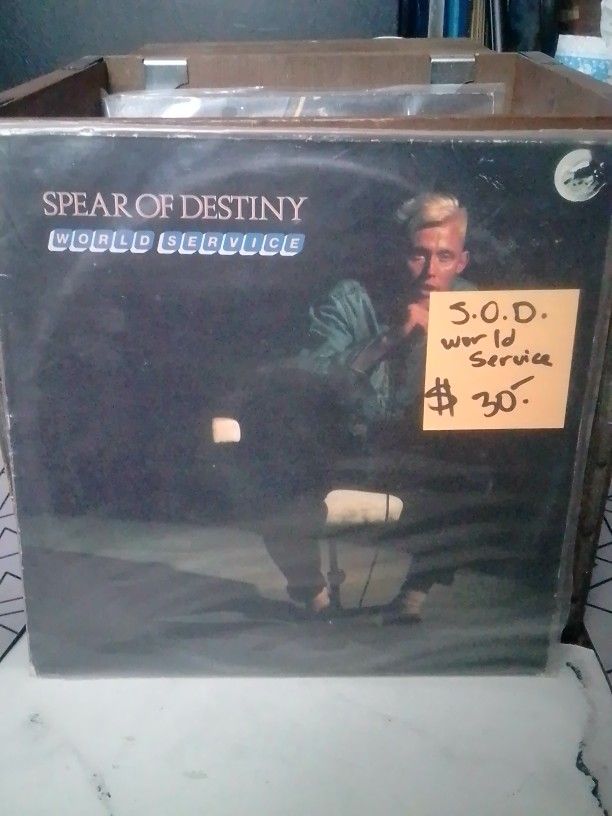 SPEAR OF DESTINY
WORLD SERVICE
S.O.D.
world
Service
$ 30.-